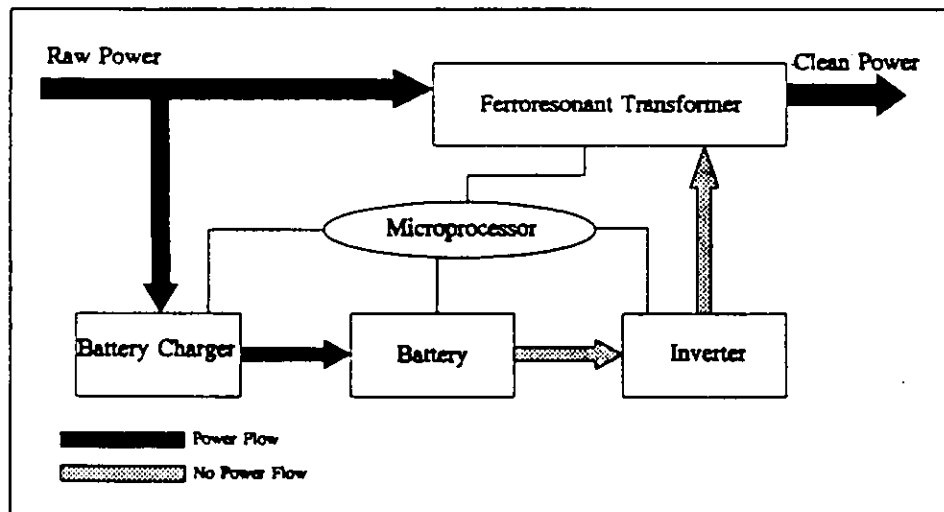 Raw Power
Clean Power
Ferroresonant Transformer
Microprocessor
Battery Charger
Battery
Inverter
Power Flow
No Power Flow